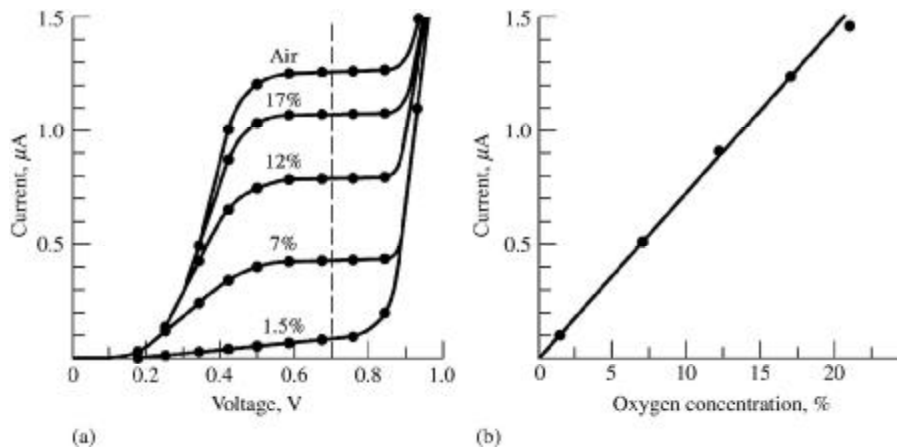 1.5
Air
17%
1.0
12%
Current, µA
0.5
7%
1.5%
0 0.2 0.4 0.6 0.8 1.0
Voltage, V
(a)
1.5
1.0
Current, µA
0.5
0 5 10 15 20
Oxygen concentration, %
(b)